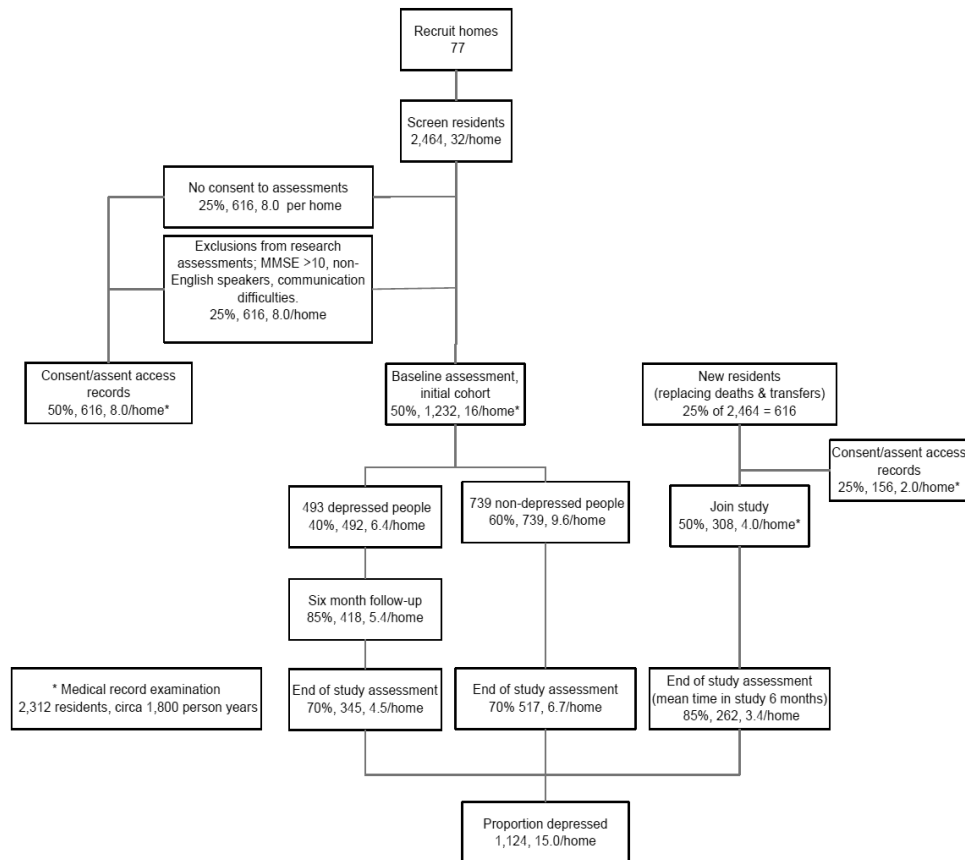 Recruit homes
77
Screen residents
2,464, 32/home
No consent to assessments
25%, 616, 8.0 per home
Exclusions from research
assessments; MMSE >10, non-
English speakers, communication
difficulties.
25%, 616, 8.0/home
Consent/assent access
records
50%, 616, 8.0/home*
Baseline assessment,
initial cohort
50%, 1,232, 16/home*
New residents
(replacing deaths & transfers)
25% of 2,464 = 616
Consent/assent access
records
25%, 156, 2.0/home*
493 depressed people
40%, 492, 6.4/home
739 non-depressed people
60%, 739, 9.6/home
Join study
50%, 308, 4.0/home*
Six month follow-up
85%, 418, 5.4/home
* Medical record examination
2,312 residents, circa 1,800 person years
End of study assessment
70%, 345, 4.5/home
End of study assessment
70% 517, 6.7/home
End of study assessment
(mean time in study 6 months)
85%, 262, 3.4/home
Proportion depressed
1,124, 15.0/home